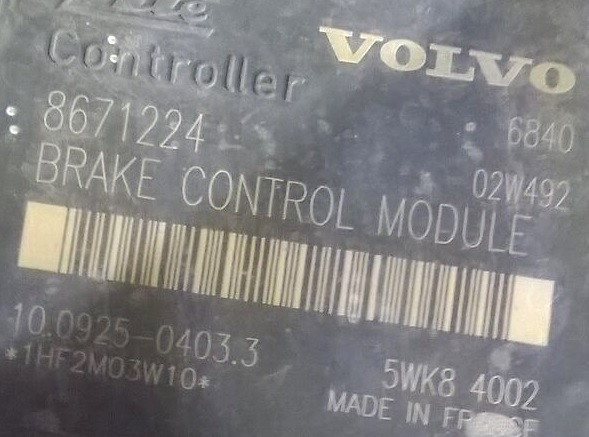 Controller VOLVO
8671224 6840
BRAKE CONTROL MODULE 02W492
10.0925-0403.3 5WK8 4002
*1HF2M03W10*
MADE IN FRANCE